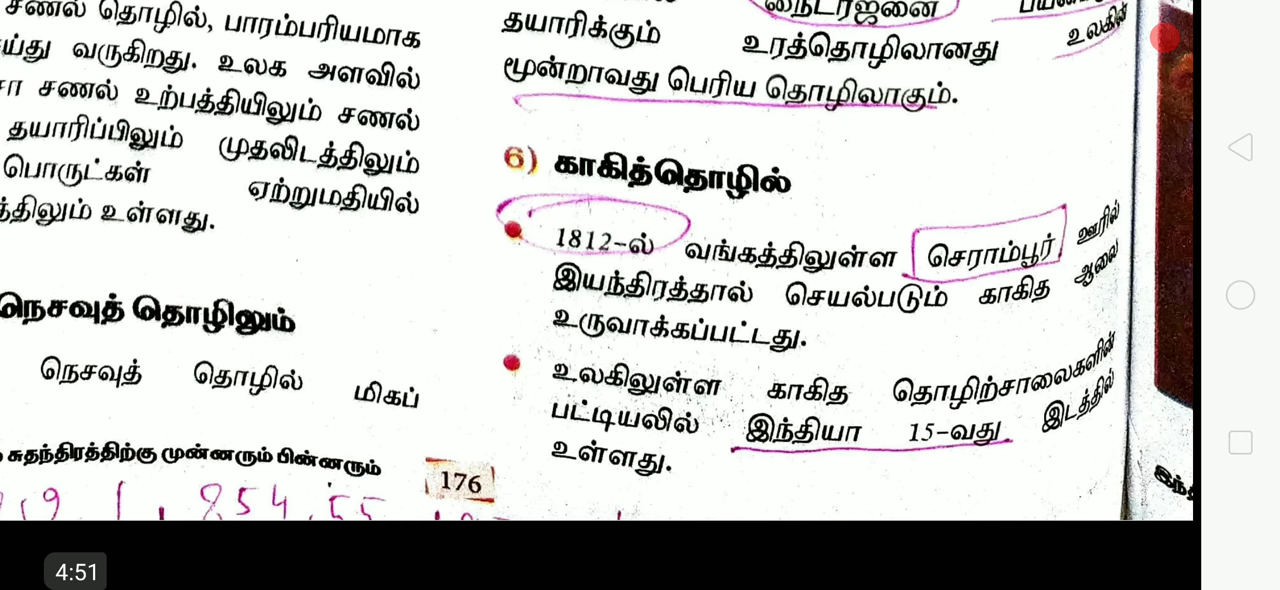 சணல் தொழில், பாரம்பரியமாக
ய்து வருகிறது. உலக அளவில்
சணல் உற்பத்தியிலும் சணல்
தயாரிப்பிலும் முதலிடத்திலும்
பொருட்கள் ஏற்றுமதியில்
த்திலும் உள்ளது.
நெசவுத் தொழிலும்
நெசவுத் தொழில் மிகப்
சுதந்திரத்திற்கு முன்னரும் பின்னரும்
176
நைட்ரஜனை
தயாரிக்கும் உரத்தொழிலானது
மூன்றாவது பெரிய தொழிலாகும்.
உலகின்
6) காகித்தொழில்
1812-ல் வங்கத்திலுள்ள செராம்பூர் ஊரில்
இயந்திரத்தால் செயல்படும் காகித ஆலை
உருவாக்கப்பட்டது.
உலகிலுள்ள காகித தொழிற்சாலைகளின்
பட்டியலில் இந்தியா 15-வது இடத்தில்
உள்ளது.
4:51